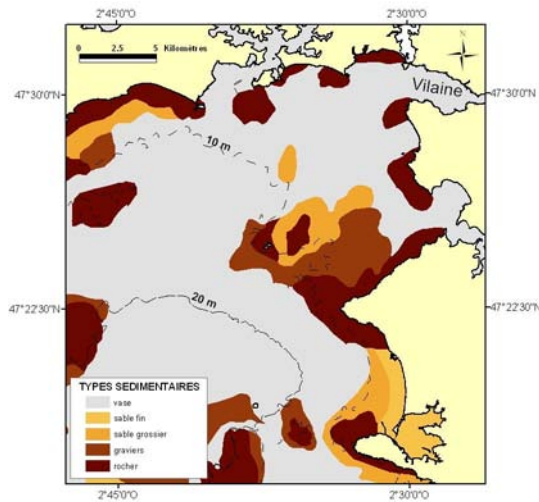 2°45'0"O
2°30'0"O
0 2.5 5 Kilomètres
N
47°30'0"N
Vilaine
47°30'0"N
10 m
47°22'30"N
20 m
47°22'30"N
TYPES SEDIMENTAIRES
vase
sable fin
sable grossier
graviers
rocher
2°45'0"O
2°30'0"O